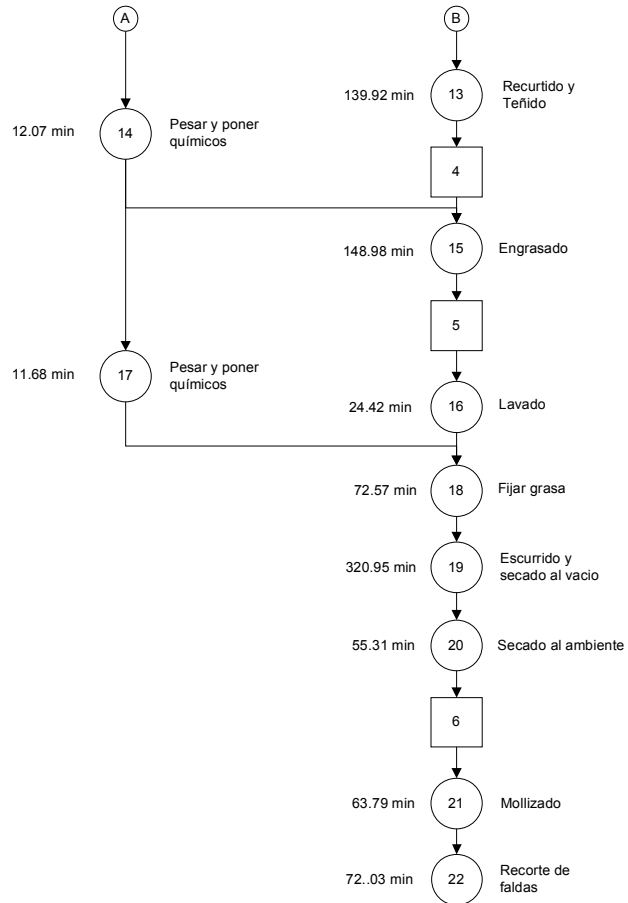 A
B
139.92 min
13
Recurtido y
Teñido
12.07 min
14
Pesar y poner
químicos
4
148.98 min
15
Engrasado
5
11.68 min
17
Pesar y poner
químicos
24.42 min
16
Lavado
72.57 min
18
Fijar grasa
320.95 min
19
Escurrido y
secado al vacio
55.31 min
20
Secado al ambiente
6
63.79 min
21
Mollizado
72..03 min
22
Recorte de
faldas